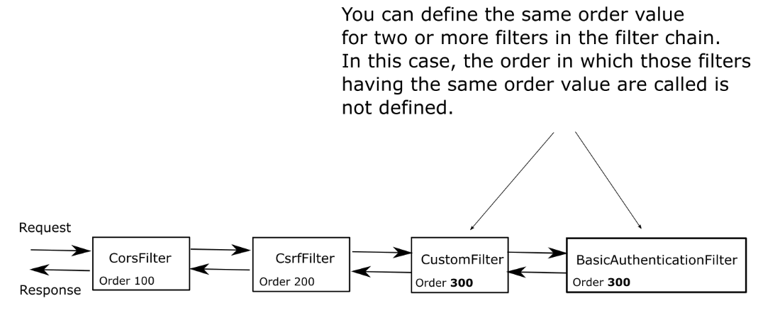 You can define the same order value
for two or more filters in the filter chain.
In this case, the order in which those filters
having the same order value are called is
not defined.
Request
Response
CorsFilter
Order 100
CsrfFilter
Order 200
CustomFilter
Order 300
BasicAuthenticationFilter
Order 300